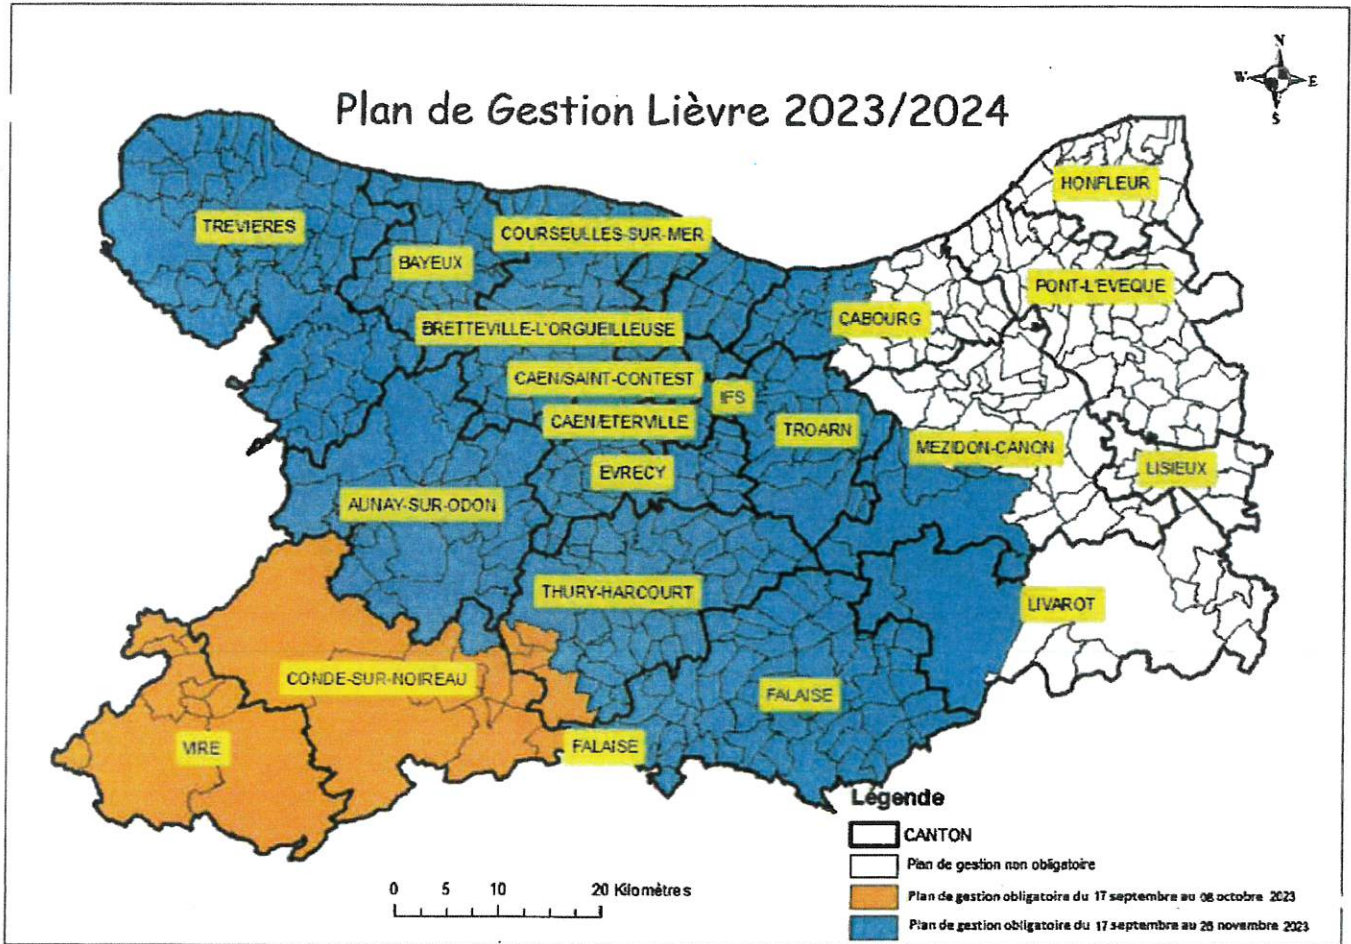 N
W E
S
Plan de Gestion Lièvre 2023/2024
HONFLEUR
TREVIERES
COURSEULLES-SUR-MER
BAYEUX
PONT-L'EVEQUE
CABOURG
BRETTEVILLE-L'ORGUEILLEUSE
CAEN/SAINT-CONTEST
IFS
CAEN/ETERVILLE
TROARN
MEZIDON-CANON
LISIEUX
EVRECY
AUNAY-SUR-ODON
THURY-HARCOURT
LIVAROT
CONDE-SUR-NOIREAU
FALAISE
VIRE
FALAISE
Légende
CANTON
Plan de gestion non obligatoire
Plan de gestion obligatoire du 17 septembre au 08 octobre 2023
Plan de gestion obligatoire du 17 septembre au 26 novembre 2023
0 5 10 20 Kilomètres